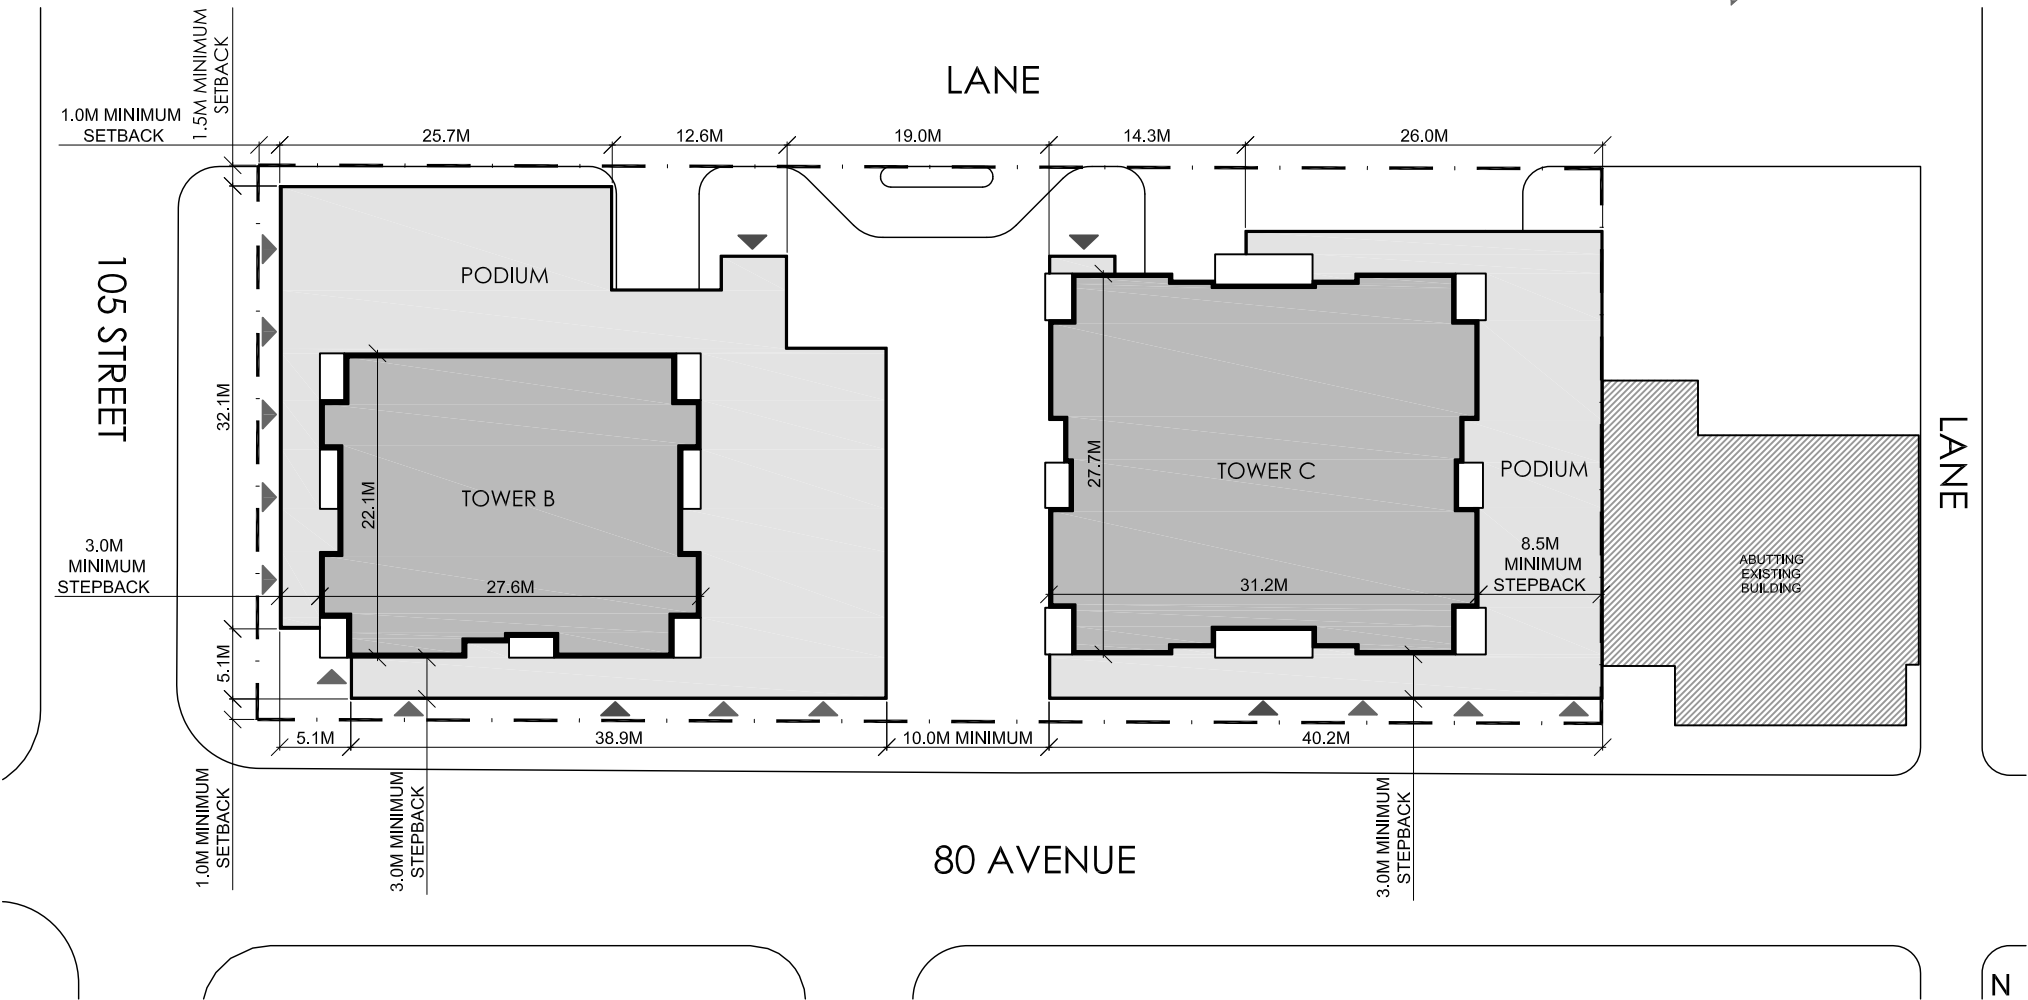 LANE
1.5M MINIMUM
SETBACK
1.0M MINIMUM
SETBACK
25.7M
12.6M
19.0M
14.3M
26.0M
105 STREET
PODIUM
32.1M
22.1M
TOWER B
27.7M
TOWER C
PODIUM
LANE
3.0M
MINIMUM
STEPBACK
27.6M
31.2M
8.5M
MINIMUM
STEPBACK
ABUTTING
EXISTING
BUILDING
5.1M
5.1M
38.9M
10.0M MINIMUM
40.2M
1.0M MINIMUM
SETBACK
3.0M MINIMUM
STEPBACK
3.0M MINIMUM
STEPBACK
80 AVENUE
N